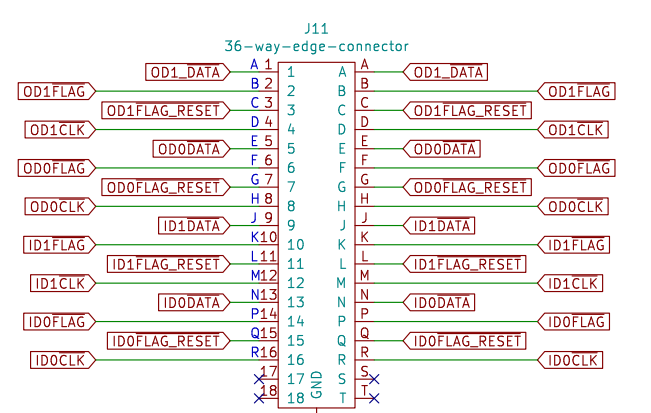 J11
36-way-edge-connector
OD1_DATA A 1 1 A A OD1_DATA
OD1FLAG B 2 2 B B OD1FLAG
OD1FLAG_RESET C 3 3 C C OD1FLAG_RESET
OD1CLK D 4 4 D D OD1CLK
OD0DATA E 5 5 E E OD0DATA
OD0FLAG F 6 6 F F OD0FLAG
OD0FLAG_RESET G 7 7 G G OD0FLAG_RESET
OD0CLK H 8 8 H H OD0CLK
ID1DATA J 9 9 J J ID1DATA
ID1FLAG K 10 10 K K ID1FLAG
ID1FLAG_RESET L 11 11 L L ID1FLAG_RESET
ID1CLK M 12 12 M M ID1CLK
ID0DATA N 13 13 N N ID0DATA
ID0FLAG P 14 14 P P ID0FLAG
ID0FLAG_RESET Q 15 15 Q Q ID0FLAG_RESET
ID0CLK R 16 16 R R ID0CLK
17 17 S S
18 18 T T
GND